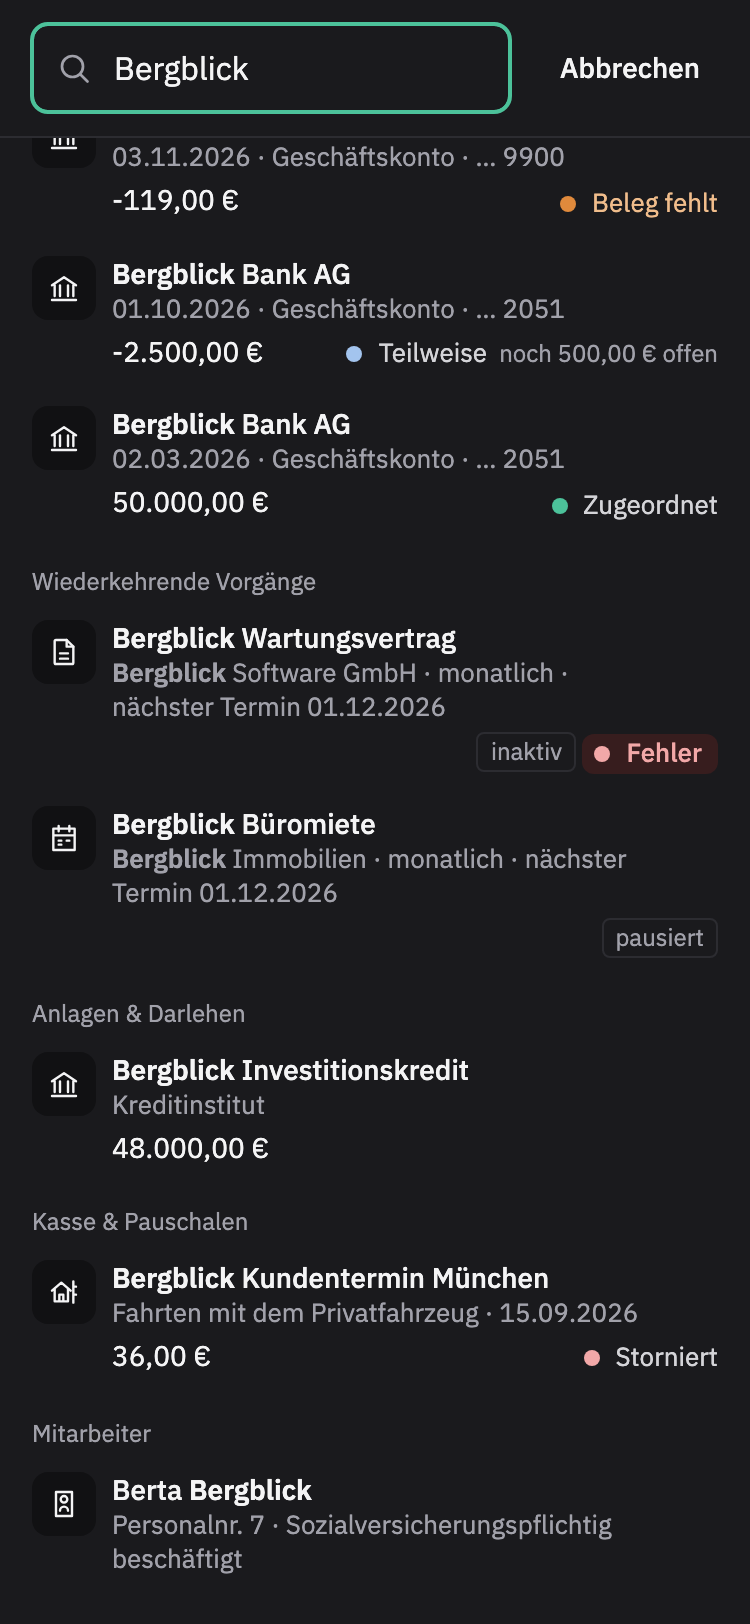 Bergblick
Abbrechen
03.11.2026 · Geschäftskonto · ... 9900
-119,00 €
Beleg fehlt
Bergblick Bank AG
01.10.2026 · Geschäftskonto · ... 2051
-2.500,00 €
Teilweise noch 500,00 € offen
Bergblick Bank AG
02.03.2026 · Geschäftskonto · ... 2051
50.000,00 €
Zugeordnet
Wiederkehrende Vorgänge
Bergblick Wartungsvertrag
Bergblick Software GmbH · monatlich ·
nächster Termin 01.12.2026
inaktiv
Fehler
Bergblick Büromiete
Bergblick Immobilien · monatlich · nächster
Termin 01.12.2026
pausiert
Anlagen & Darlehen
Bergblick Investitionskredit
Kreditinstitut
48.000,00 €
Kasse & Pauschalen
Bergblick Kundentermin München
Fahrten mit dem Privatfahrzeug · 15.09.2026
36,00 €
Storniert
Mitarbeiter
Berta Bergblick
Personalnr. 7 · Sozialversicherungspflichtig
beschäftigt